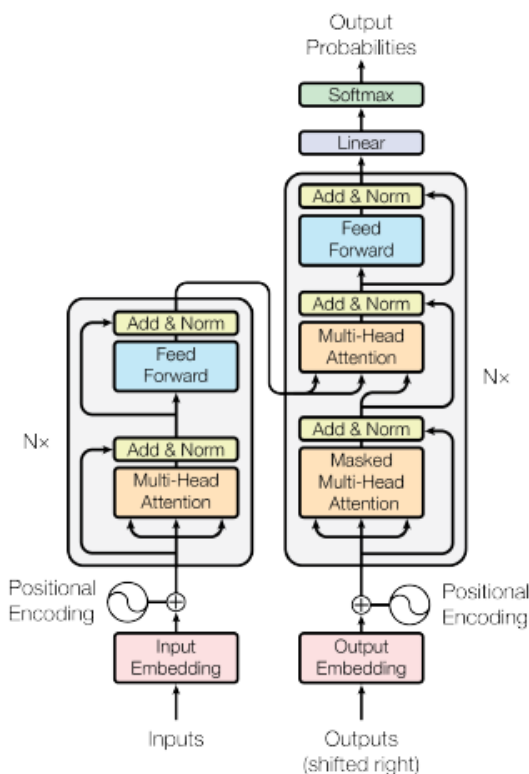 Output
Probabilities
Softmax
Linear
Add & Norm
Feed
Forward
Add & Norm
Multi-Head
Attention
Add & Norm
Masked
Multi-Head
Attention
N×
Add & Norm
Feed
Forward
Add & Norm
Multi-Head
Attention
N×
Positional
Encoding
Positional
Encoding
Input
Embedding
Output
Embedding
Inputs
Outputs
(shifted right)